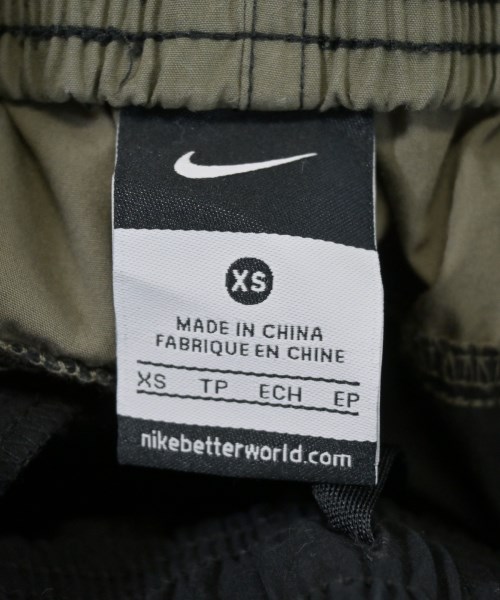 XS
MADE IN CHINA
FABRIQUE EN CHINE
XS TP ECH EP
nikebetterworld.com